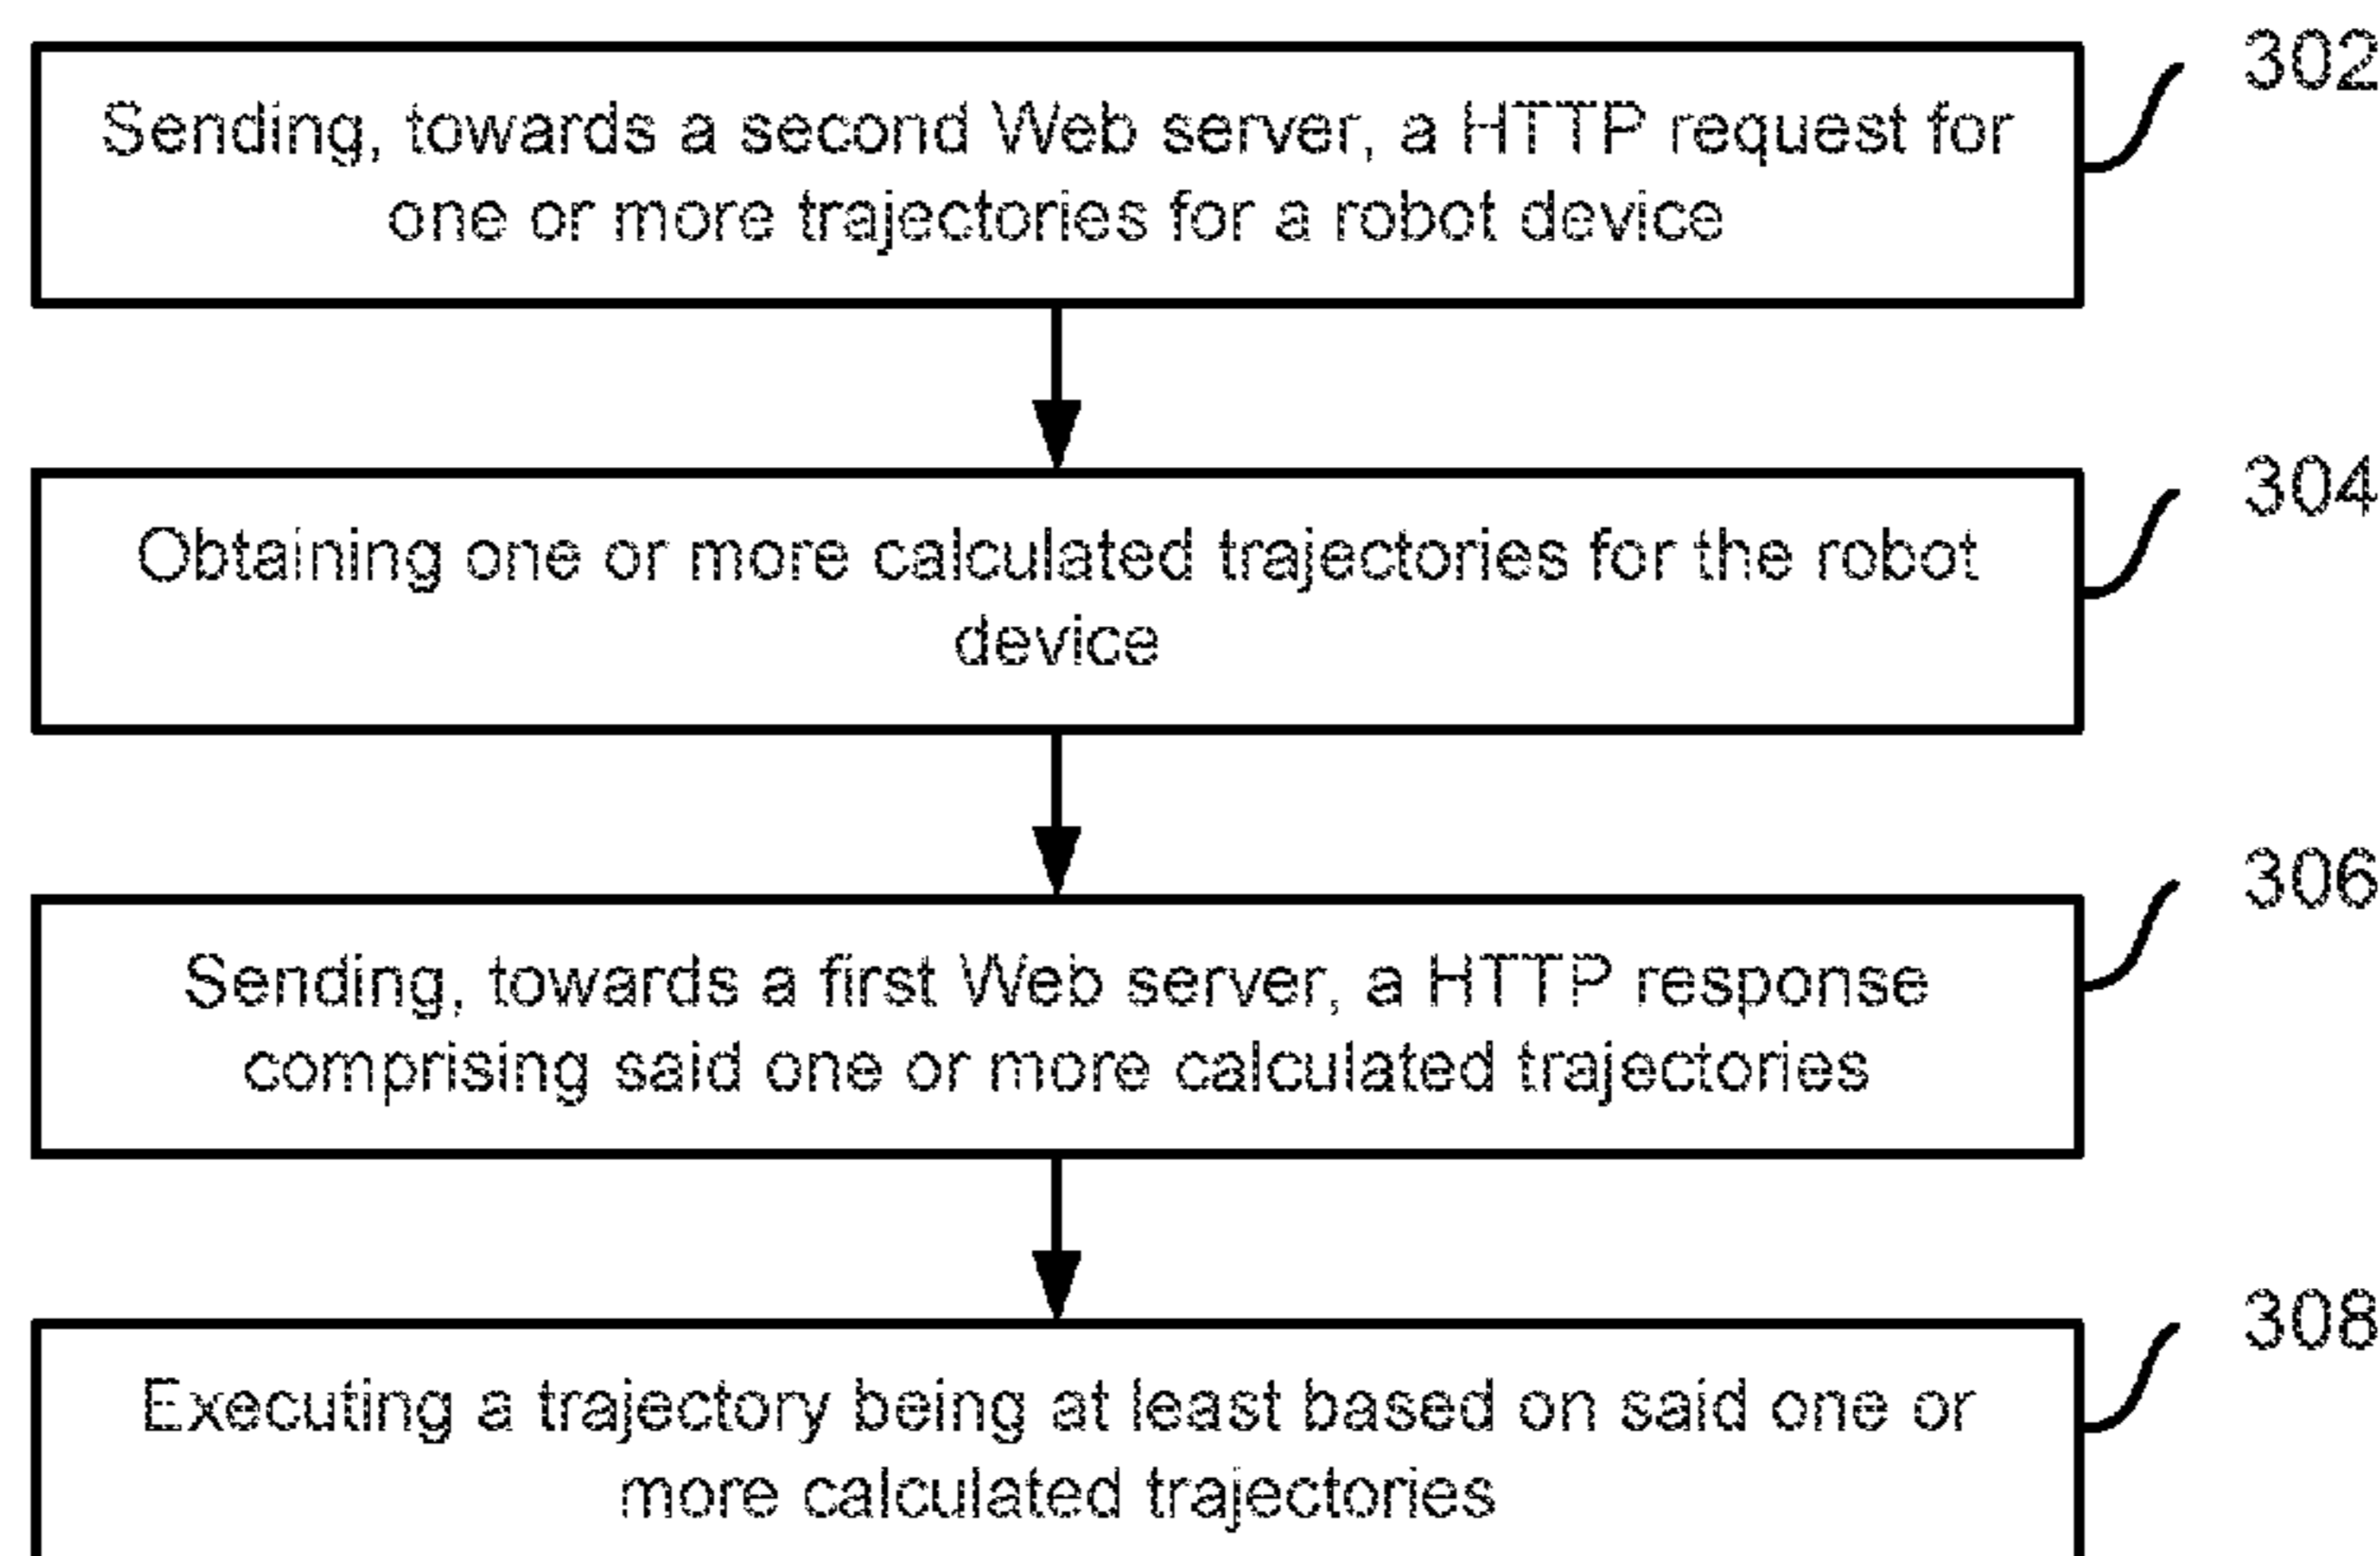 302
Sending, towards a second Web server, a HTTP request for
one or more trajectories for a robot device
304
Obtaining one or more calculated trajectories for the robot
device
306
Sending, towards a first Web server, a HTTP response
comprising said one or more calculated trajectories
308
Executing a trajectory being at least based on said one or
more calculated trajectories